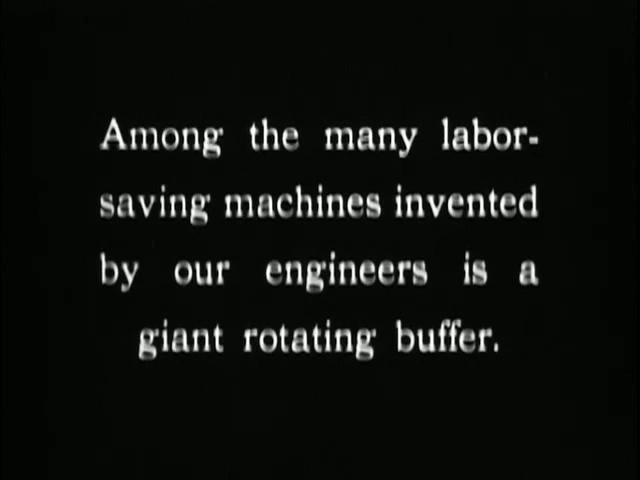 Among the many labor-
saving machines invented
by our engineers is a
giant rotating buffer.